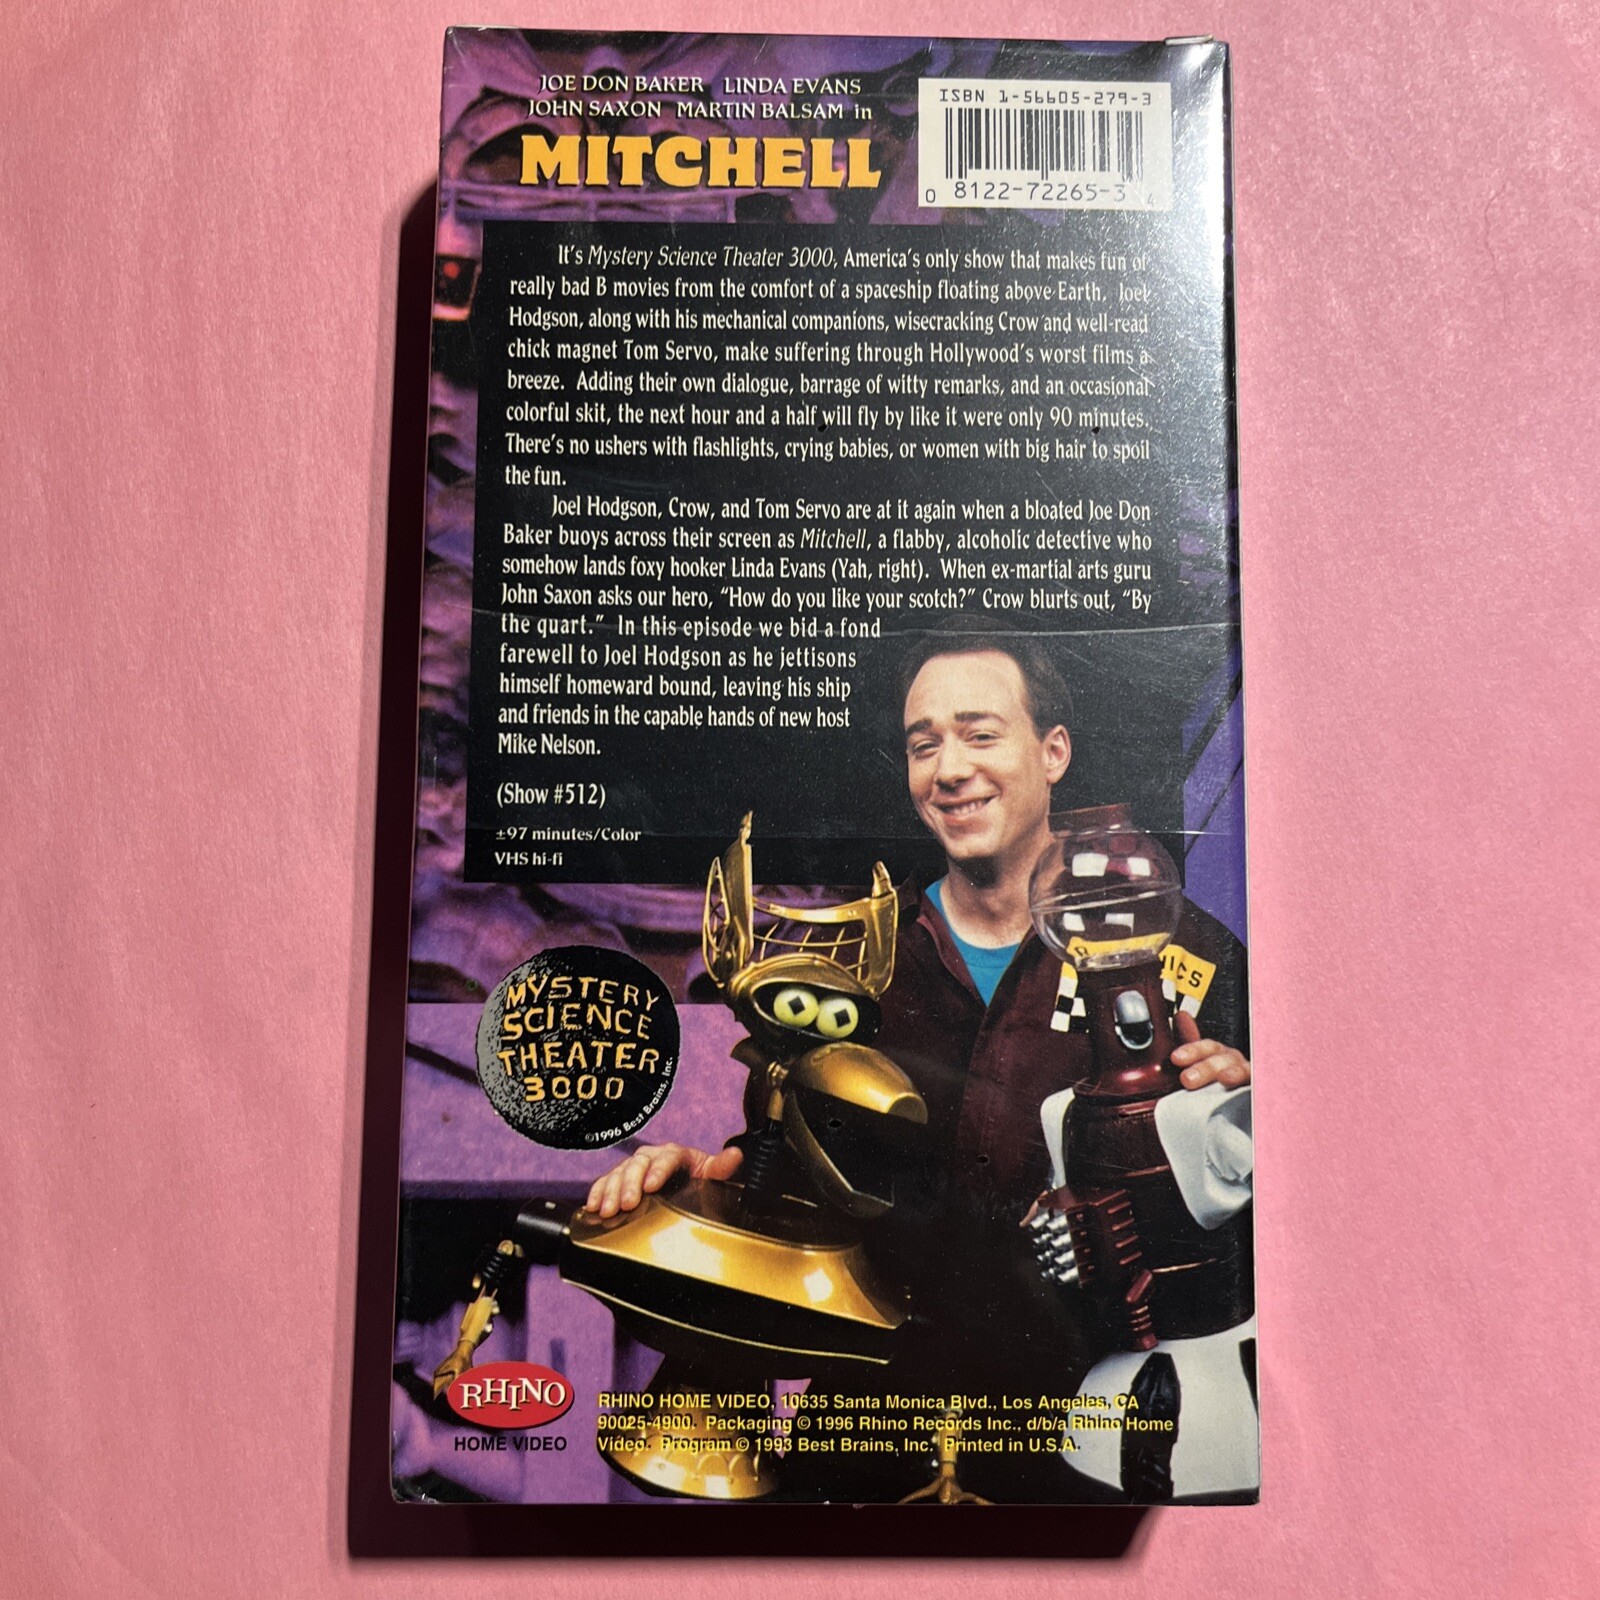 JOE DON BAKER LINDA EVANS
JOHN SAXON MARTIN BALSAM in
MITCHELL
ISBN 1-56605-279-3
0 8122-72265-3 4
It's Mystery Science Theater 3000, America's only show that makes fun of
really bad B movies from the comfort of a spaceship floating above Earth. Joel
Hodgson, along with his mechanical companions, wisecracking Crow and well-read
chick magnet Tom Servo, make suffering through Hollywood's worst films a
breeze. Adding their own dialogue, barrage of witty remarks, and an occasional
colorful skit, the next hour and a half will fly by like it were only 90 minutes.
There's no ushers with flashlights, crying babies, or women with big hair to spoil
the fun.
Joel Hodgson, Crow, and Tom Servo are at it again when a bloated Joe Don
Baker buoys across their screen as Mitchell, a flabby, alcoholic detective who
somehow lands foxy hooker Linda Evans (Yah, right). When ex-martial arts guru
John Saxon asks our hero, "How do you like your scotch?" Crow blurts out, "By
the quart." In this episode we bid a fond
farewell to Joel Hodgson as he jettisons
himself homeward bound, leaving his ship
and friends in the capable hands of new host
Mike Nelson.
(Show #512)
±97 minutes/Color
VHS hi-fi
MYSTERY
SCIENCE
THEATER
3000
©1996 Best Brains, Inc.
RHINO
HOME VIDEO
RHINO HOME VIDEO, 10635 Santa Monica Blvd., Los Angeles, CA
90025-4900. Packaging © 1996 Rhino Records Inc., d/b/a Rhino Home
Video. Program © 1993 Best Brains, Inc. Printed in U.S.A.